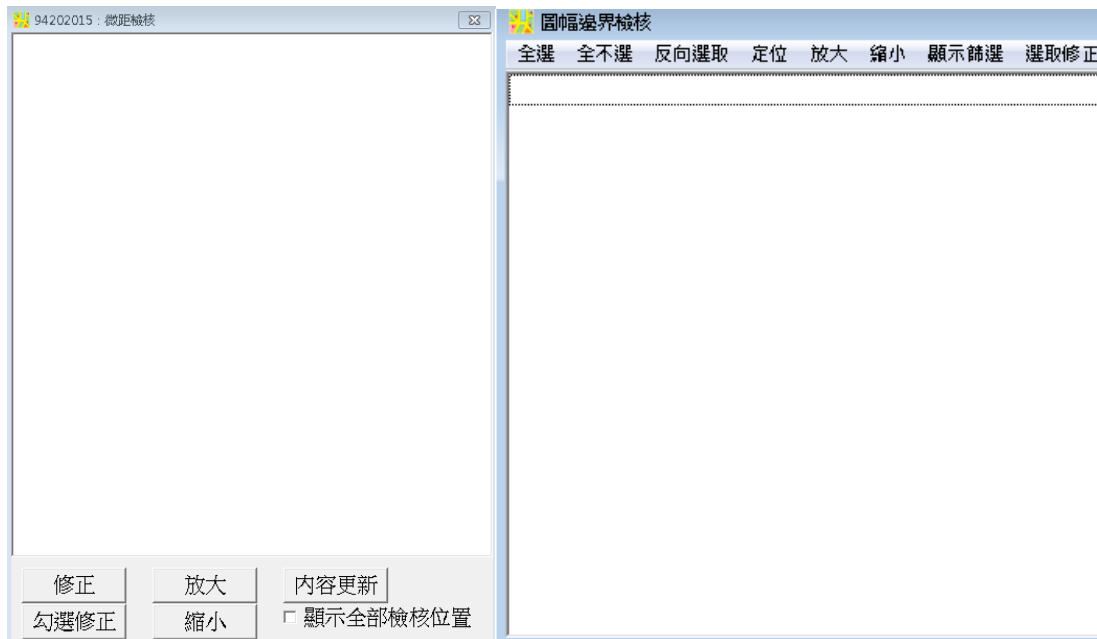 94202015 : 微距檢核
修正 放大 內容更新
勾選修正 縮小 顯示全部檢核位置
圖幅邊界檢核
全選 全不選 反向選取 定位 放大 縮小 顯示篩選 選取修正